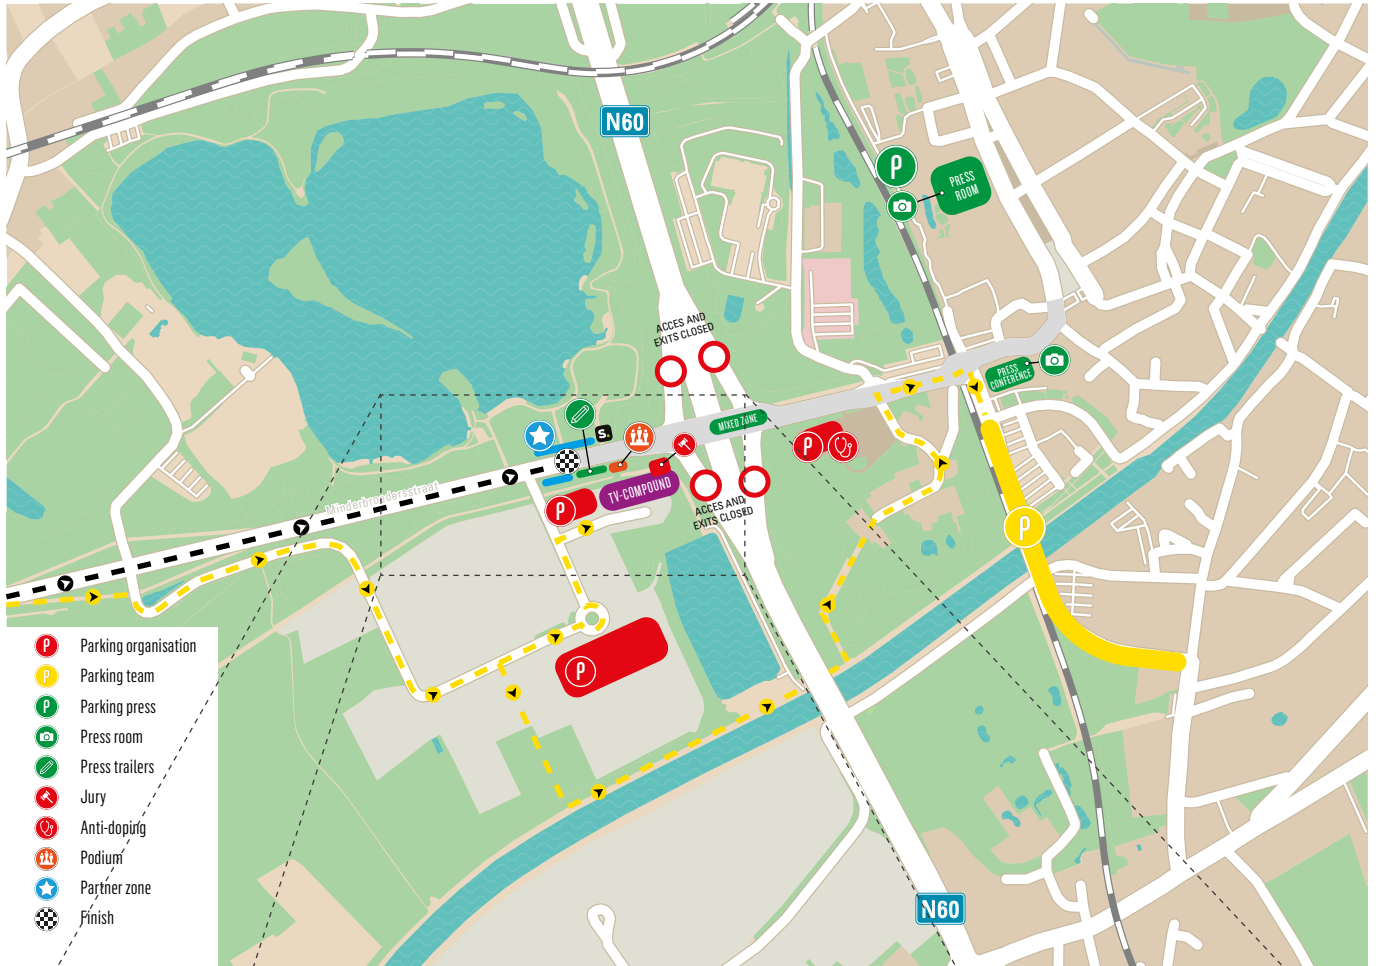 N60
P
PRESS
ROOM
ACCES AND
EXITS CLOSED
PRESS
CONFERENCE
MIXED ZONE
S.
P
TV-COMPOUND
P
Minderbroedersstraat
ACCES AND
EXITS CLOSED
P
P
P Parking organisation
P Parking team
P Parking press
Press room
Press trailers
Jury
Anti-doping
Podium
Partner zone
Finish
N60